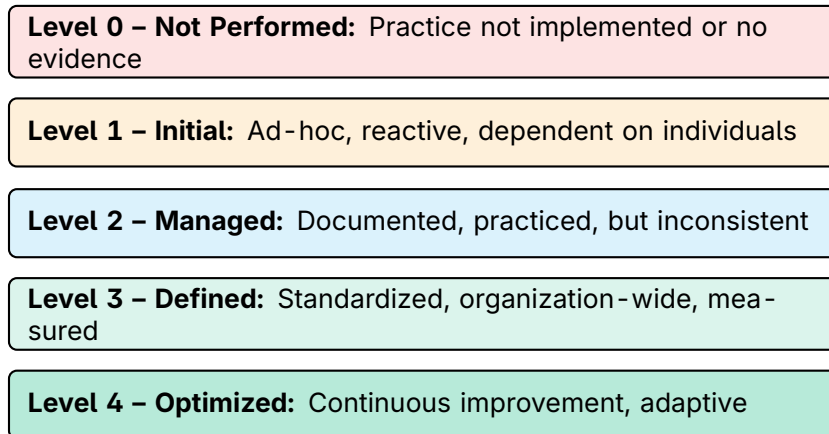 Level 0 – Not Performed: Practice not implemented or no
evidence
Level 1 – Initial: Ad-hoc, reactive, dependent on individuals
Level 2 – Managed: Documented, practiced, but inconsistent
Level 3 – Defined: Standardized, organization-wide, mea-
sured
Level 4 – Optimized: Continuous improvement, adaptive